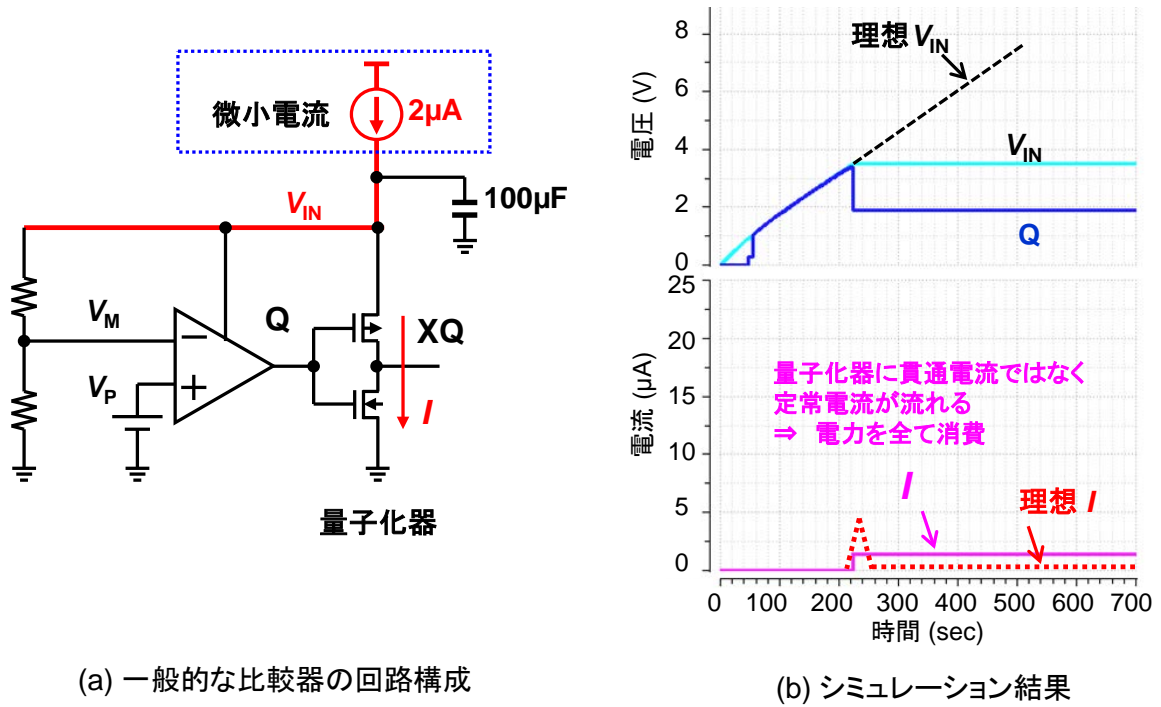 微小電流
2μA
100μF
VIN
VM
VP
Q
XQ
I
量子化器
(a) 一般的な比較器の回路構成
電圧 (V)
8
6
4
2
0
理想 VIN
VIN
Q
電流 (μA)
25
20
15
10
5
0
量子化器に貫通電流ではなく
定常電流が流れる
⇒ 電力を全て消費
I
理想 I
0 100 200 300 400 500 600 700
時間 (sec)
(b) シミュレーション結果